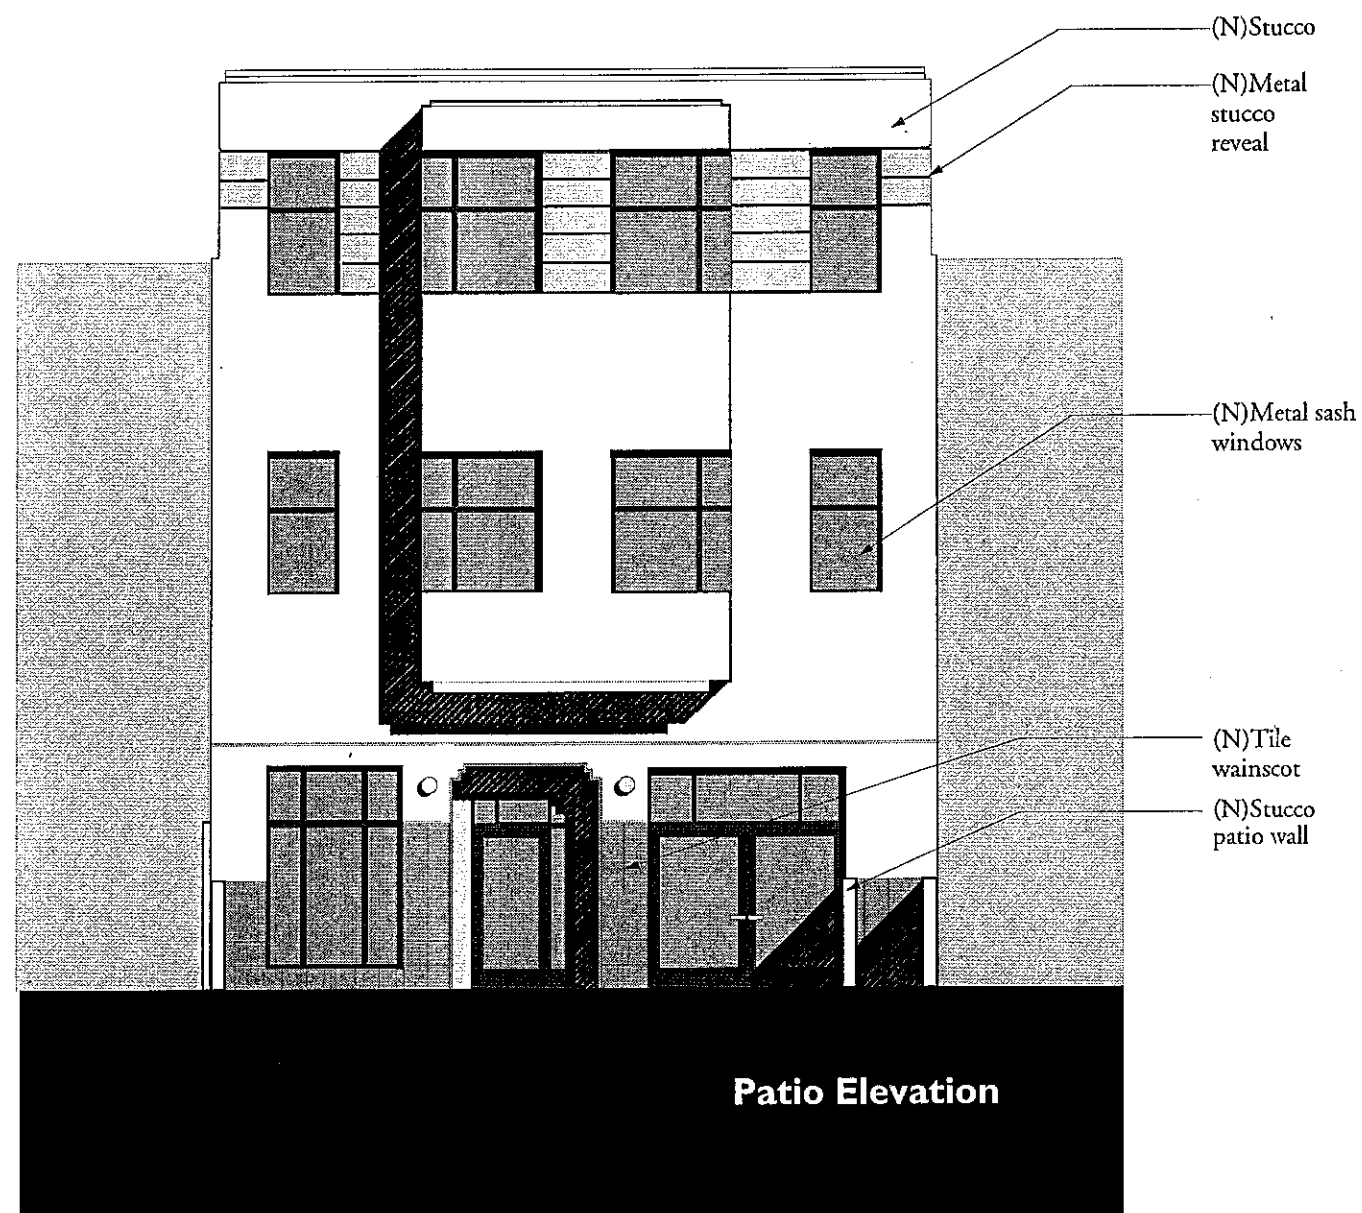 (N)Stucco
(N)Metal
stucco
reveal
(N)Metal sash
windows
(N)Tile
wainscot
(N)Stucco
patio wall
Patio Elevation